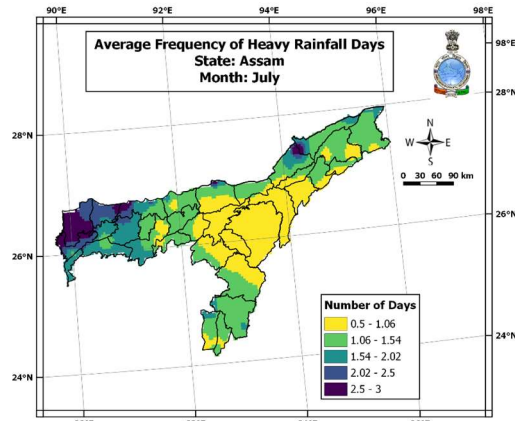 90°E 92°E 94°E 96°E 98°E
Average Frequency of Heavy Rainfall Days
State: Assam
Month: July
98°E
28°N
28°N
N
W E
S
0 30 60 90 km
26°N
26°N
Number of Days
0.5 - 1.06
1.06 - 1.54
1.54 - 2.02
2.02 - 2.5
2.5 - 3
24°N
24°N